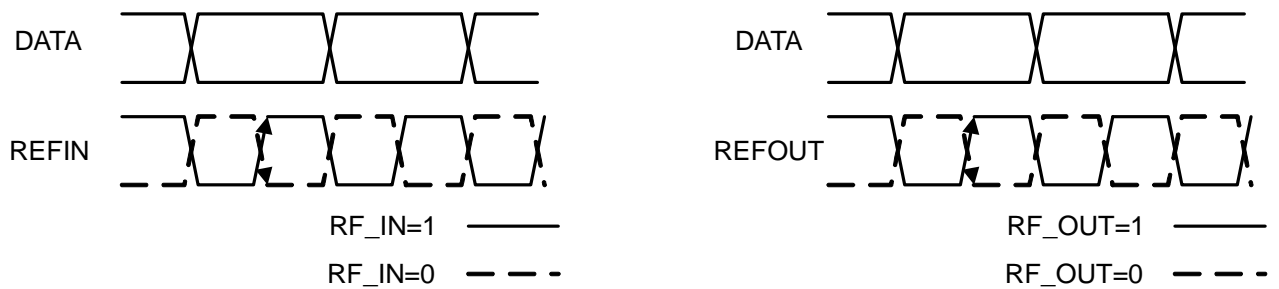 DATA
DATA
REFIN
REFOUT
RF_IN=1
RF_OUT=1
RF_IN=0
RF_OUT=0